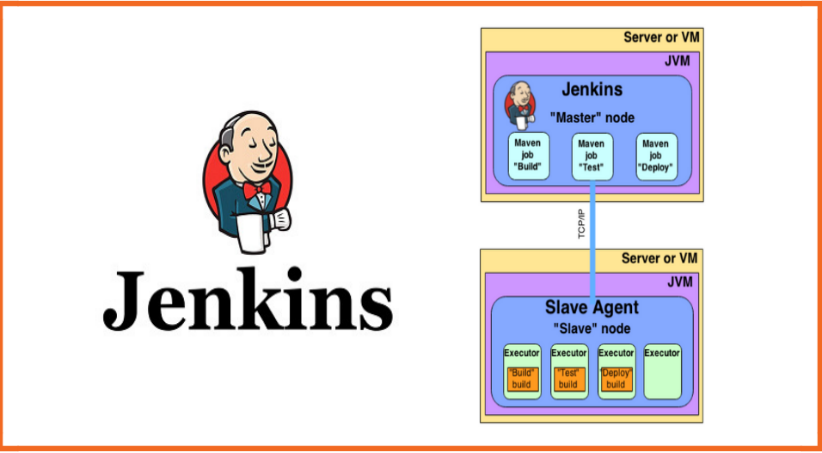 Jenkins
Server or VM
JVM
Jenkins
"Master" node
Maven
job
"Build"
Maven
job
"Test"
Maven
job
"Deploy"
TCP/IP
Server or VM
JVM
Slave Agent
"Slave" node
Executor
"Build"
build
Executor
"Test"
build
Executor
"Deploy"
build
Executor